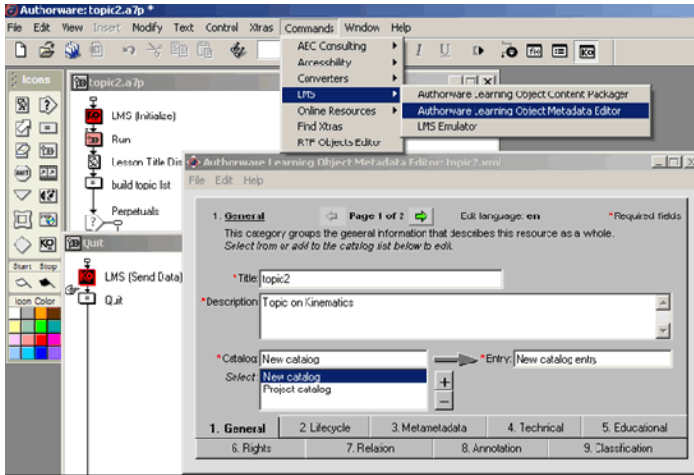 Authorware: topic2.a7p *
File Edit View Insert Modify Text Control Xtras Commands Window Help
I U
AEC Consulting
Accessibility
Converters
LMS
Online Resources
Find Xtras
RTF Objects Editor
Authorware Learning Object Content Packager
Authorware Learning Object Metadata Editor
LMS Emulator
Icons
topic2.a7p
LMS (Initialize)
Run
Lesson Title Dis
build topic list
Perpetuals
Quit
LMS (Send Data)
Quit
Start Stop
Icon Color
Authorware Learning Object Metadata Editor: topic2.xml
File Edit Help
1. General Page 1 of 2 Edit language: en *Required fields
This category groups the general information that describes this resource as a whole.
Select from or add to the catalog list below to edit.
*Title: topic2
*Description: Topic on Kinematics
*Catalog: New catalog *Entry: New catalog entry
Select: New catalog
Project catalog
+
−
1. General 2 Lifecycle 3. Metametadata 4. Technical 5. Educational
6. Rights 7. Relation 8. Annotation 9. Classification